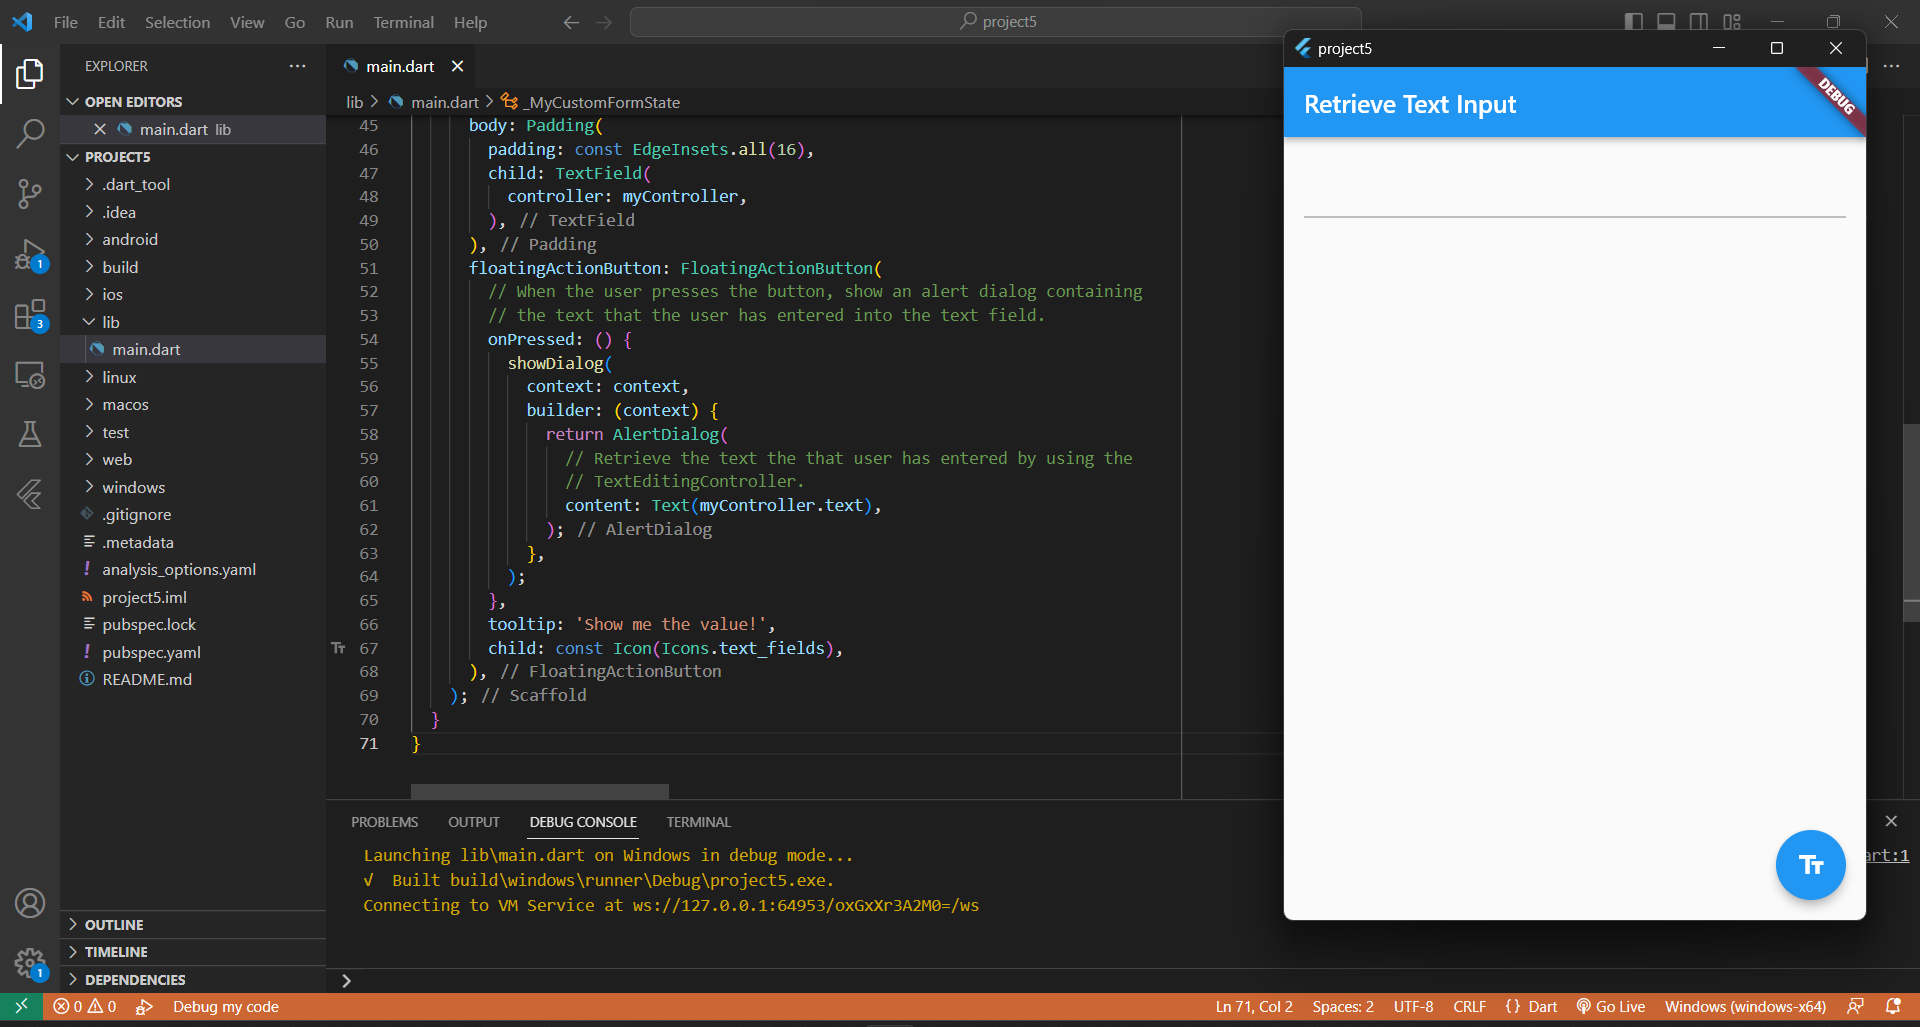 File Edit Selection View Go Run Terminal Help
project5
EXPLORER
OPEN EDITORS
main.dart lib
PROJECT5
.dart_tool
.idea
android
build
ios
lib
main.dart
linux
macos
test
web
windows
.gitignore
.metadata
analysis_options.yaml
project5.iml
pubspec.lock
pubspec.yaml
README.md
OUTLINE
TIMELINE
DEPENDENCIES
1
3
1
main.dart
lib > main.dart > _MyCustomFormState
45 body: Padding(
46 padding: const EdgeInsets.all(16),
47 child: TextField(
48 controller: myController,
49 ), // TextField
50 ), // Padding
51 floatingActionButton: FloatingActionButton(
52 // When the user presses the button, show an alert dialog containing
53 // the text that the user has entered into the text field.
54 onPressed: () {
55 showDialog(
56 context: context,
57 builder: (context) {
58 return AlertDialog(
59 // Retrieve the text the that user has entered by using the
60 // TextEditingController.
61 content: Text(myController.text),
62 ); // AlertDialog
63 },
64 );
65 },
66 tooltip: 'Show me the value!',
67 child: const Icon(Icons.text_fields),
68 ), // FloatingActionButton
69 ); // Scaffold
70 }
71 }
PROBLEMS OUTPUT DEBUG CONSOLE TERMINAL
Launching lib\main.dart on Windows in debug mode...
√ Built build\windows\runner\Debug\project5.exe.
Connecting to VM Service at ws://127.0.0.1:64953/oxGxXr3A2M0=/ws
art:1
project5
Retrieve Text Input
DEBUG
0 0 Debug my code
Ln 71, Col 2 Spaces: 2 UTF-8 CRLF {} Dart Go Live Windows (windows-x64)